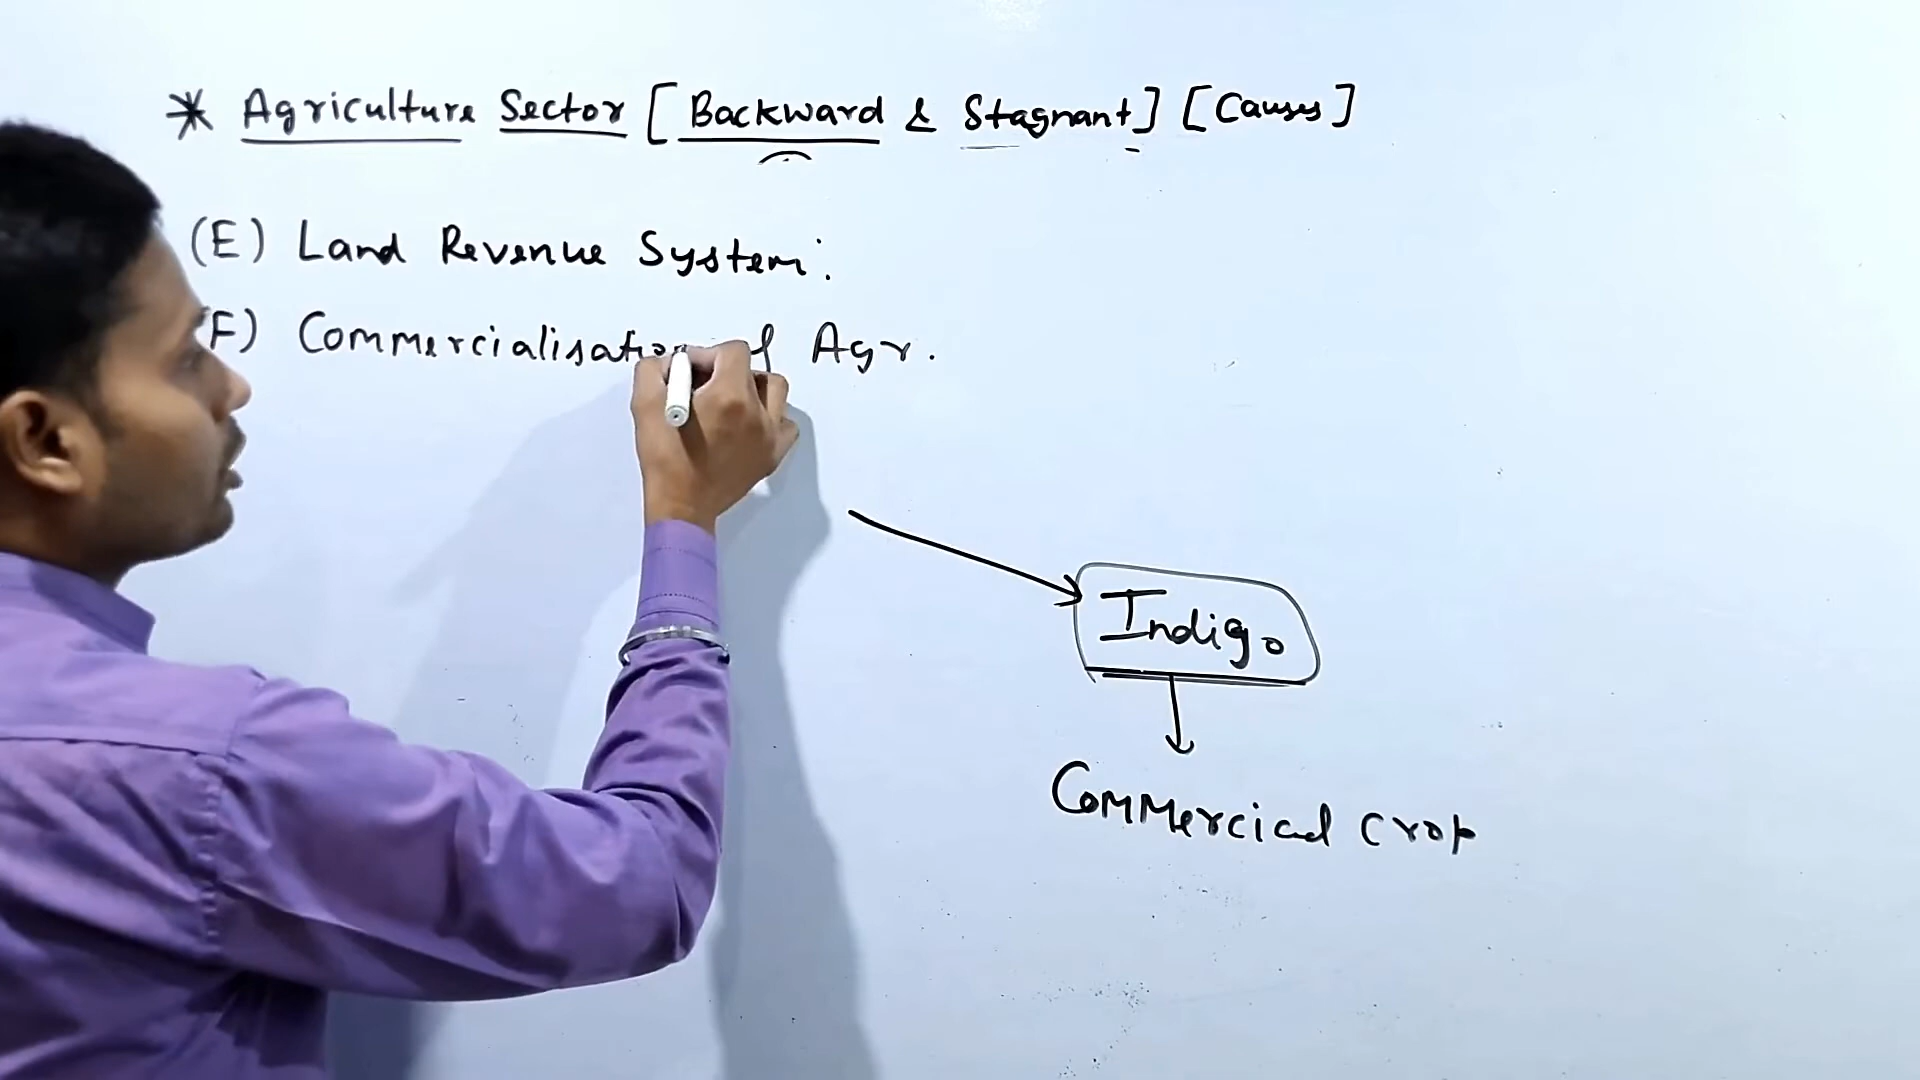 * Agriculture Sector [Backward & Stagnant] [Causes]
(E) Land Revenue System:
F) Commercialisation of Agr.
Indigo
Commercial crop